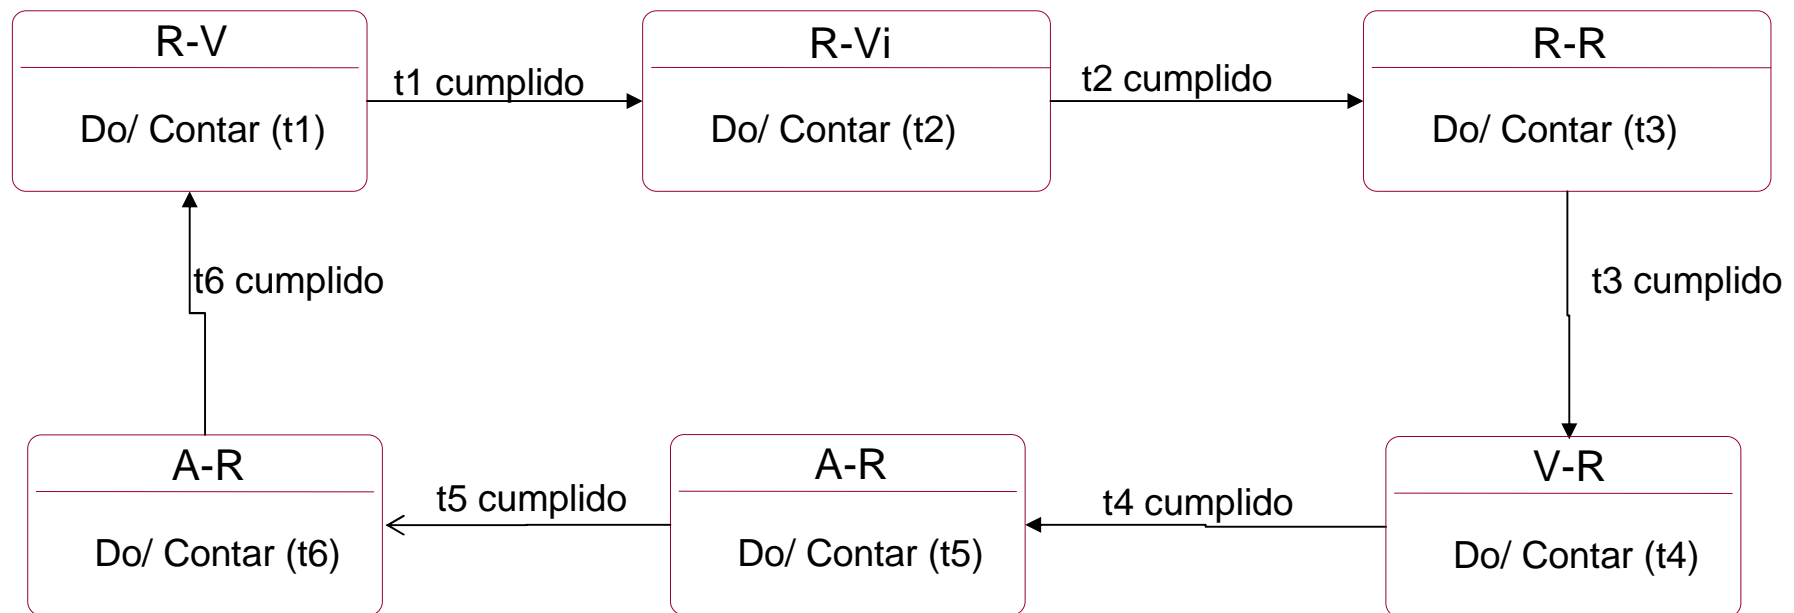 R-V
Do/ Contar (t1)
t1 cumplido
R-Vi
Do/ Contar (t2)
t2 cumplido
R-R
Do/ Contar (t3)
t3 cumplido
V-R
Do/ Contar (t4)
t4 cumplido
A-R
Do/ Contar (t5)
t5 cumplido
A-R
Do/ Contar (t6)
t6 cumplido